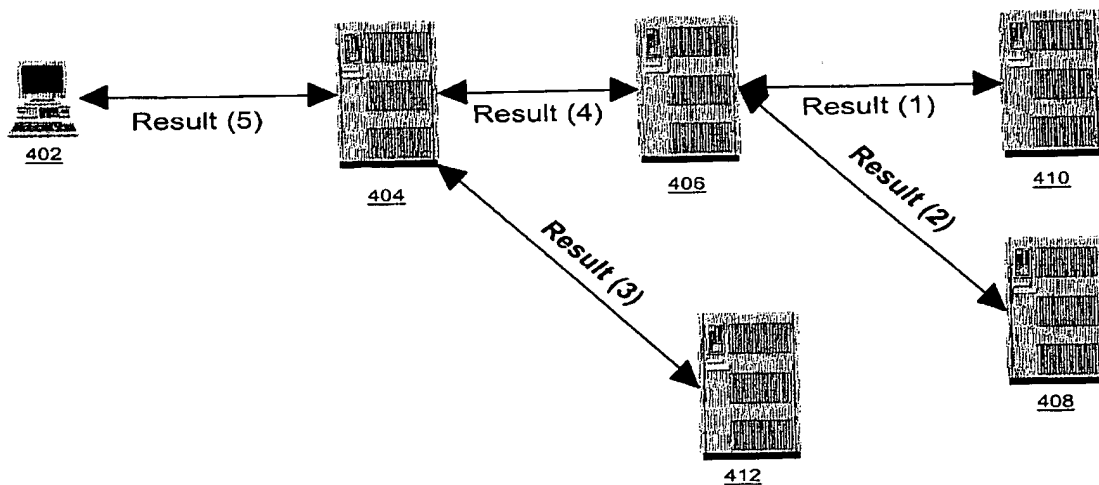 Result (5)
402
404
Result (4)
406
Result (1)
410
Result (2)
408
Result (3)
412